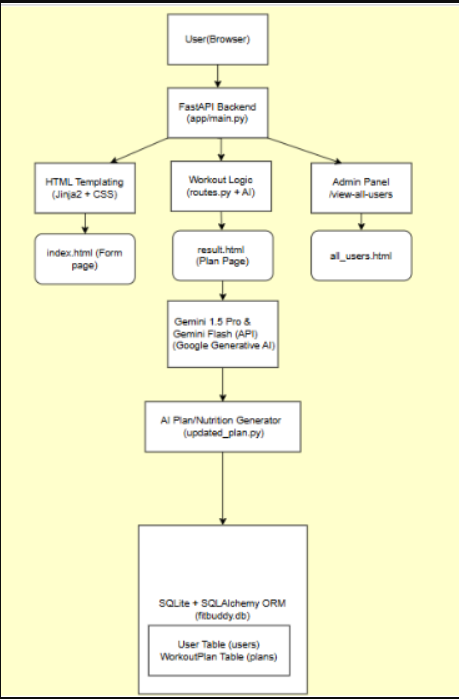 User(Browser)
FastAPI Backend
(app/main.py)
HTML Templating
(Jinja2 + CSS)
Workout Logic
(routes.py + AI)
Admin Panel
/view-all-users
index.html (Form
page)
result.html
(Plan Page)
all_users.html
Gemini 1.5 Pro &
Gemini Flash (API)
(Google Generative AI)
AI Plan/Nutrition Generator
(updated_plan.py)
SQLite + SQLAlchemy ORM
(fitbuddy.db)
User Table (users)
WorkoutPlan Table (plans)